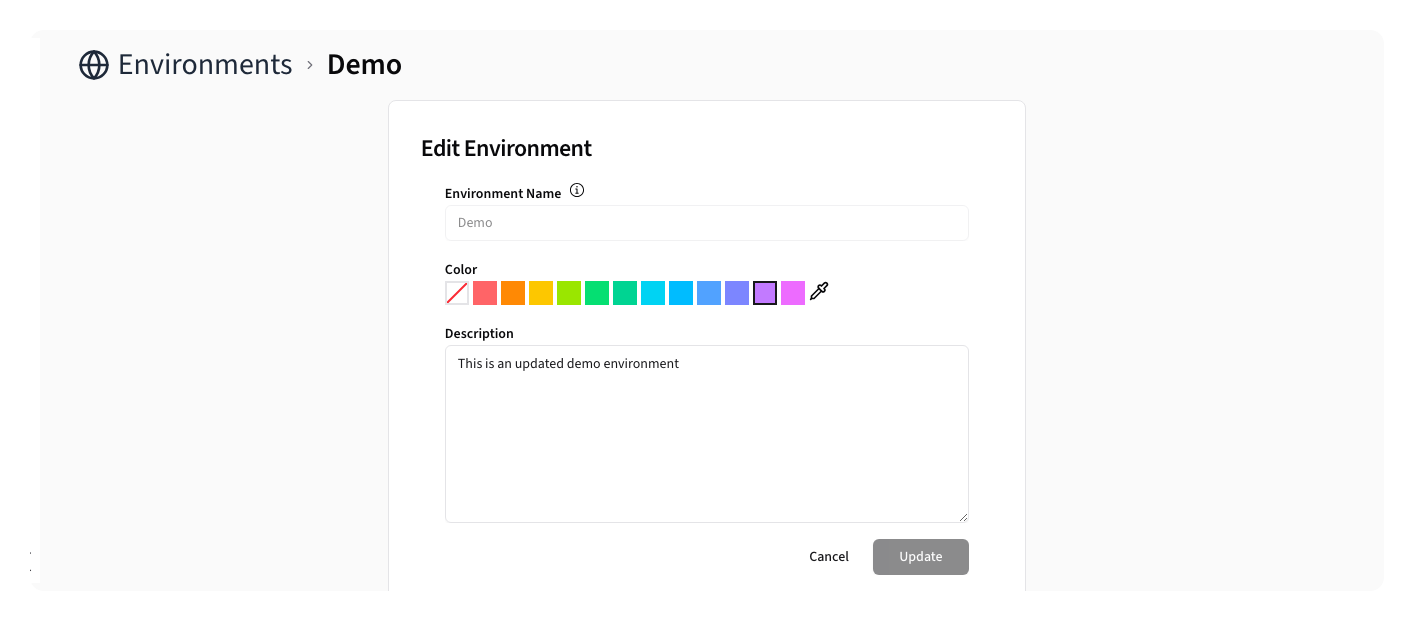 Environments > Demo
Edit Environment
Environment Name
Demo
Color
Description
This is an updated demo environment
Cancel Update